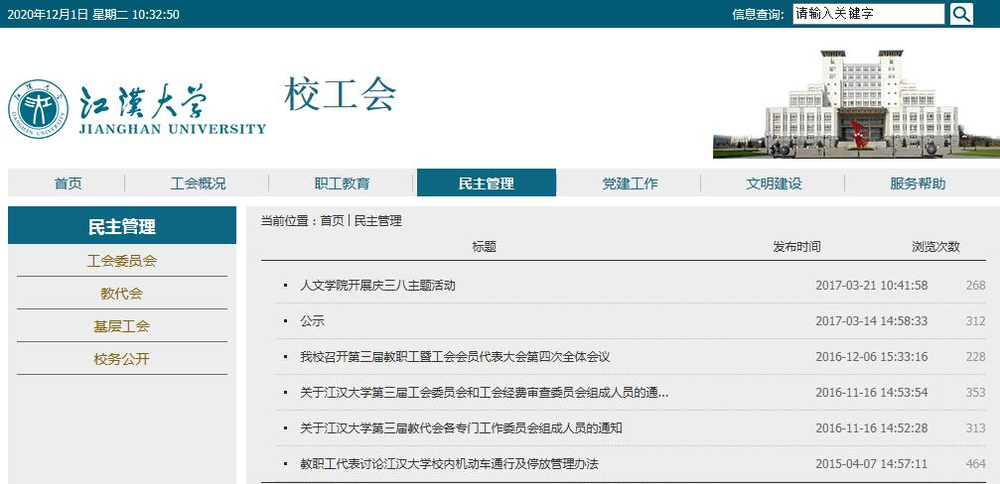 2020年12月1日 星期二 10:32:50 信息查询: 请输入关键字
江漢大学 校工会
JIANGHAN UNIVERSITY
首页 工会概况 职工教育 民主管理 党建工作 文明建设 服务帮助
民主管理
工会委员会
教代会
基层工会
校务公开
当前位置：首页 | 民主管理
标题 发布时间 浏览次数
人文学院开展庆三八主题活动 2017-03-21 10:41:58 268
公示 2017-03-14 14:58:33 312
我校召开第三届教职工暨工会会员代表大会第四次全体会议 2016-12-06 15:33:16 228
关于江汉大学第三届工会委员会和工会经费审查委员会组成人员的通... 2016-11-16 14:53:54 353
关于江汉大学第三届教代会各专门工作委员会组成人员的通知 2016-11-16 14:52:28 313
教职工代表讨论江汉大学校内机动车通行及停放管理办法 2015-04-07 14:57:11 464